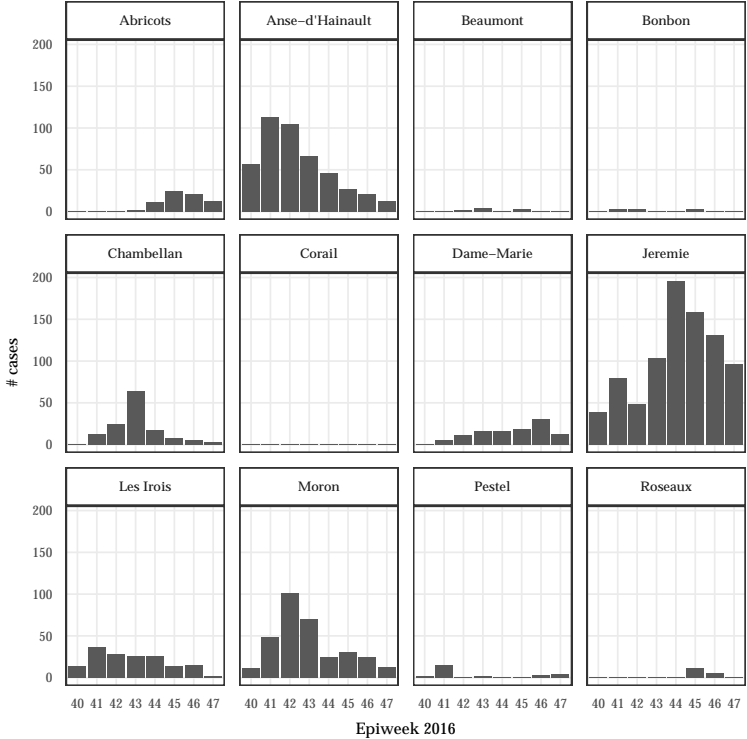 Abricots Anse–d'Hainault Beaumont Bonbon
200
150
100
50
0
Chambellan Corail Dame–Marie Jeremie
200
150
100
50
0
# cases
Les Irois Moron Pestel Roseaux
200
150
100
50
0
40 41 42 43 44 45 46 47 40 41 42 43 44 45 46 47 40 41 42 43 44 45 46 47 40 41 42 43 44 45 46 47
Epiweek 2016